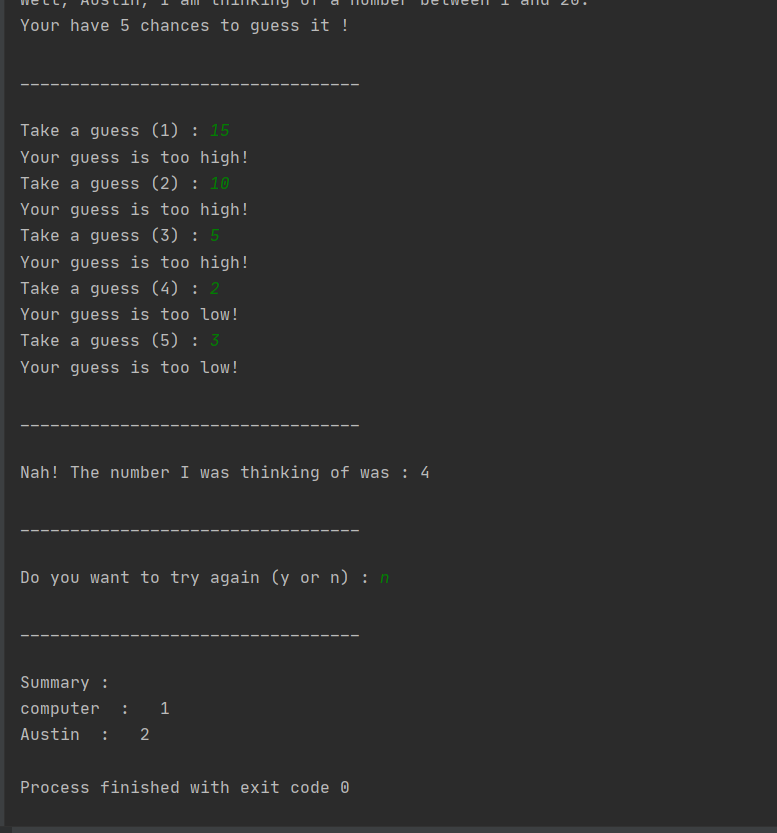 Well, Austin, I am thinking of a number between 1 and 20.
Your have 5 chances to guess it !
----------------------------------
Take a guess (1) : 15
Your guess is too high!
Take a guess (2) : 10
Your guess is too high!
Take a guess (3) : 5
Your guess is too high!
Take a guess (4) : 2
Your guess is too low!
Take a guess (5) : 3
Your guess is too low!
----------------------------------
Nah! The number I was thinking of was : 4
----------------------------------
Do you want to try again (y or n) : n
----------------------------------
Summary :
computer  :   1
Austin  :   2
Process finished with exit code 0